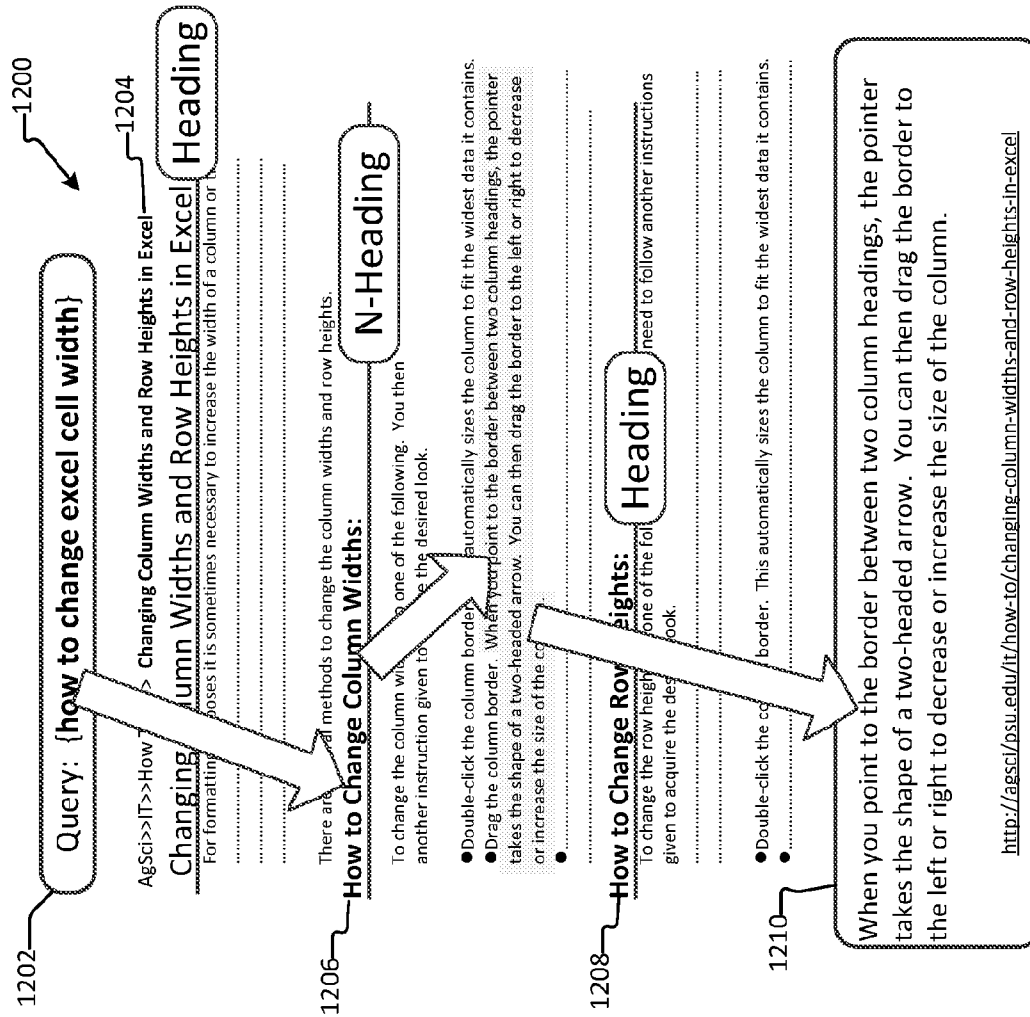 1200
1202
Query: {how to change excel cell width}
1204
AgSci>>IT>>How > Changing Column Widths and Row Heights in Excel
Heading
Changing umn Widths and Row Heights in Excel
For formatting poses it is sometimes necessary to increase the width of a column or
There are al methods to change the column widths and row heights.
N-Heading
1206
How to Change Column Widths:
To change the column wi o one of the following. You then
another instruction given to e the desired look.
●Double-click the column border automatically sizes the column to fit the widest data it contains.
●Drag the column border. When you point to the border between two column headings, the pointer
takes the shape of a two-headed arrow. You can then drag the border to the left or right to decrease
or increase the size of the co
●
Heading
1208
How to Change Row eights:
To change the row heigh one of the fol need to follow another instructions
given to acquire the de ook.
●Double-click the co border. This automatically sizes the column to fit the widest data it contains.
●
1210
When you point to the border between two column headings, the pointer
takes the shape of a two-headed arrow. You can then drag the border to
the left or right to decrease or increase the size of the column.
http://agsci/psu.edu/it/how-to/changing-column-widths-and-row-heights-in-excel